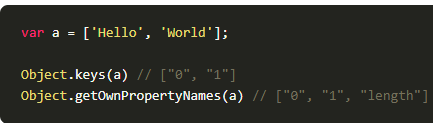 var a = ['Hello', 'World'];
Object.keys(a) // ["0", "1"]
Object.getOwnPropertyNames(a) // ["0", "1", "length"]